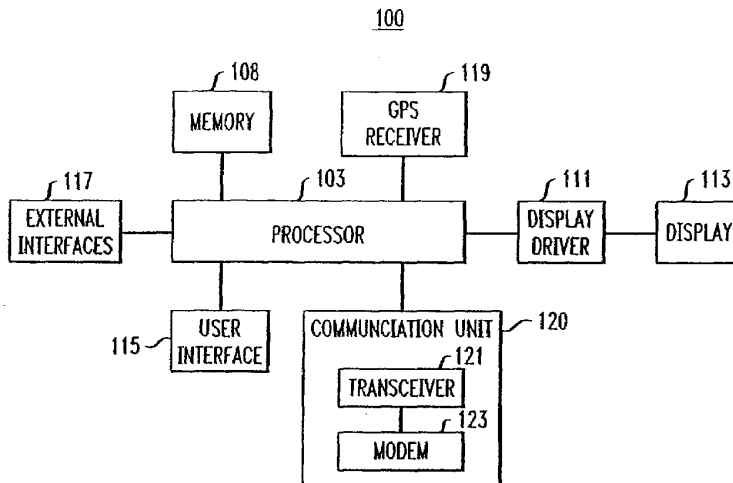 100
108
MEMORY
119
GPS
RECEIVER
117
EXTERNAL
INTERFACES
103
PROCESSOR
111
DISPLAY
DRIVER
113
DISPLAY
115
USER
INTERFACE
COMMUNCIATION UNIT
120
121
TRANSCEIVER
123
MODEM